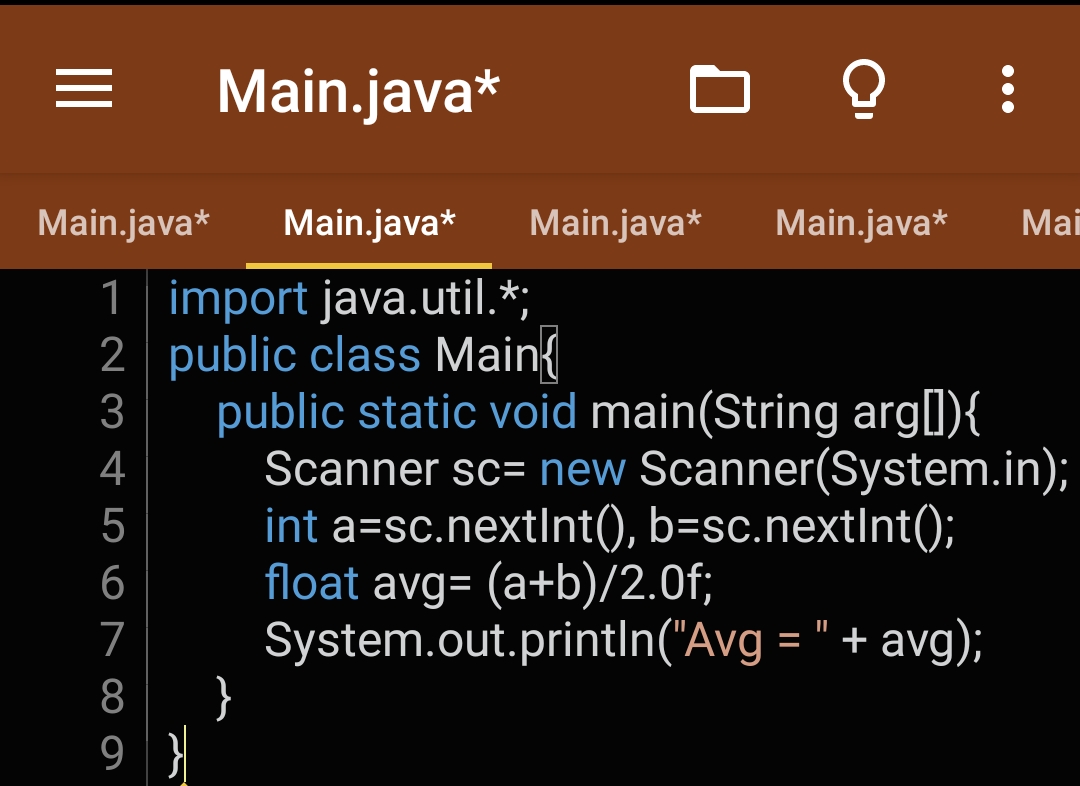 Main.java*
Main.java* Main.java* Main.java* Main.java* Mai
1 import java.util.*;
2 public class Main{
3 public static void main(String arg[]){
4 Scanner sc= new Scanner(System.in);
5 int a=sc.nextInt(), b=sc.nextInt();
6 float avg= (a+b)/2.0f;
7 System.out.println("Avg = " + avg);
8 }
9 }